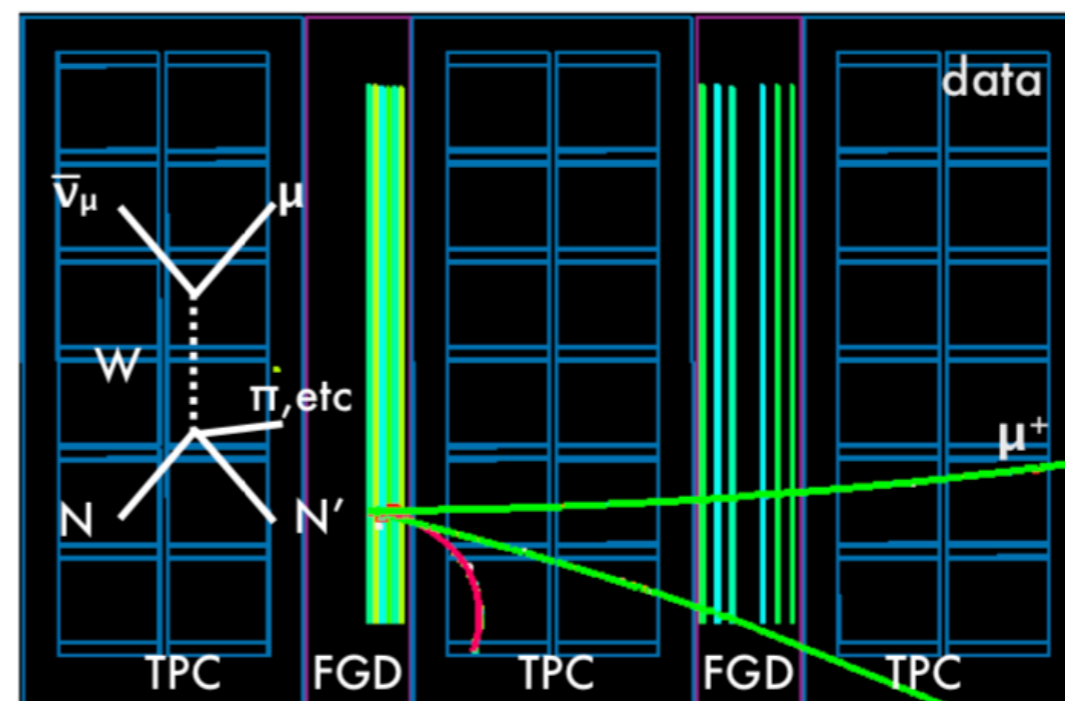 data
ν̅μ
μ
W
π,etc
μ⁺
N
N′
TPC FGD TPC FGD TPC